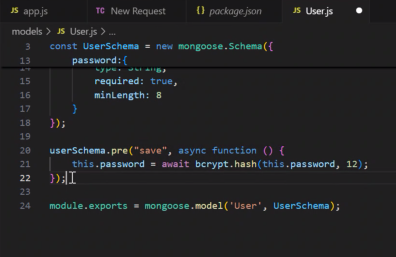 JS app.js TC New Request {} package.json JS User.js
models > JS User.js > ...
3 const UserSchema = new mongoose.Schema({
13 password:{
14 type: String,
15 required: true,
16 minLength: 8
17 }
18 });
19
20 userSchema.pre("save", async function () {
21 this.password = await bcrypt.hash(this.password, 12);
22 });
23
24 module.exports = mongoose.model('User', UserSchema);